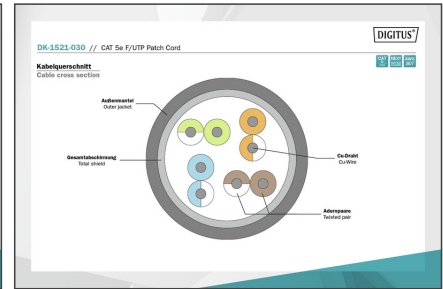 DIGITUS®
DK-1521-030 // CAT 5e F/UTP Patch Cord
Kabelquerschnitt
Cable cross section
Außenmantel
Outer jacket
Gesamtabschirmung
Total shield
Cu-Draht
Cu-Wire
Adernpaare
Twisted pair